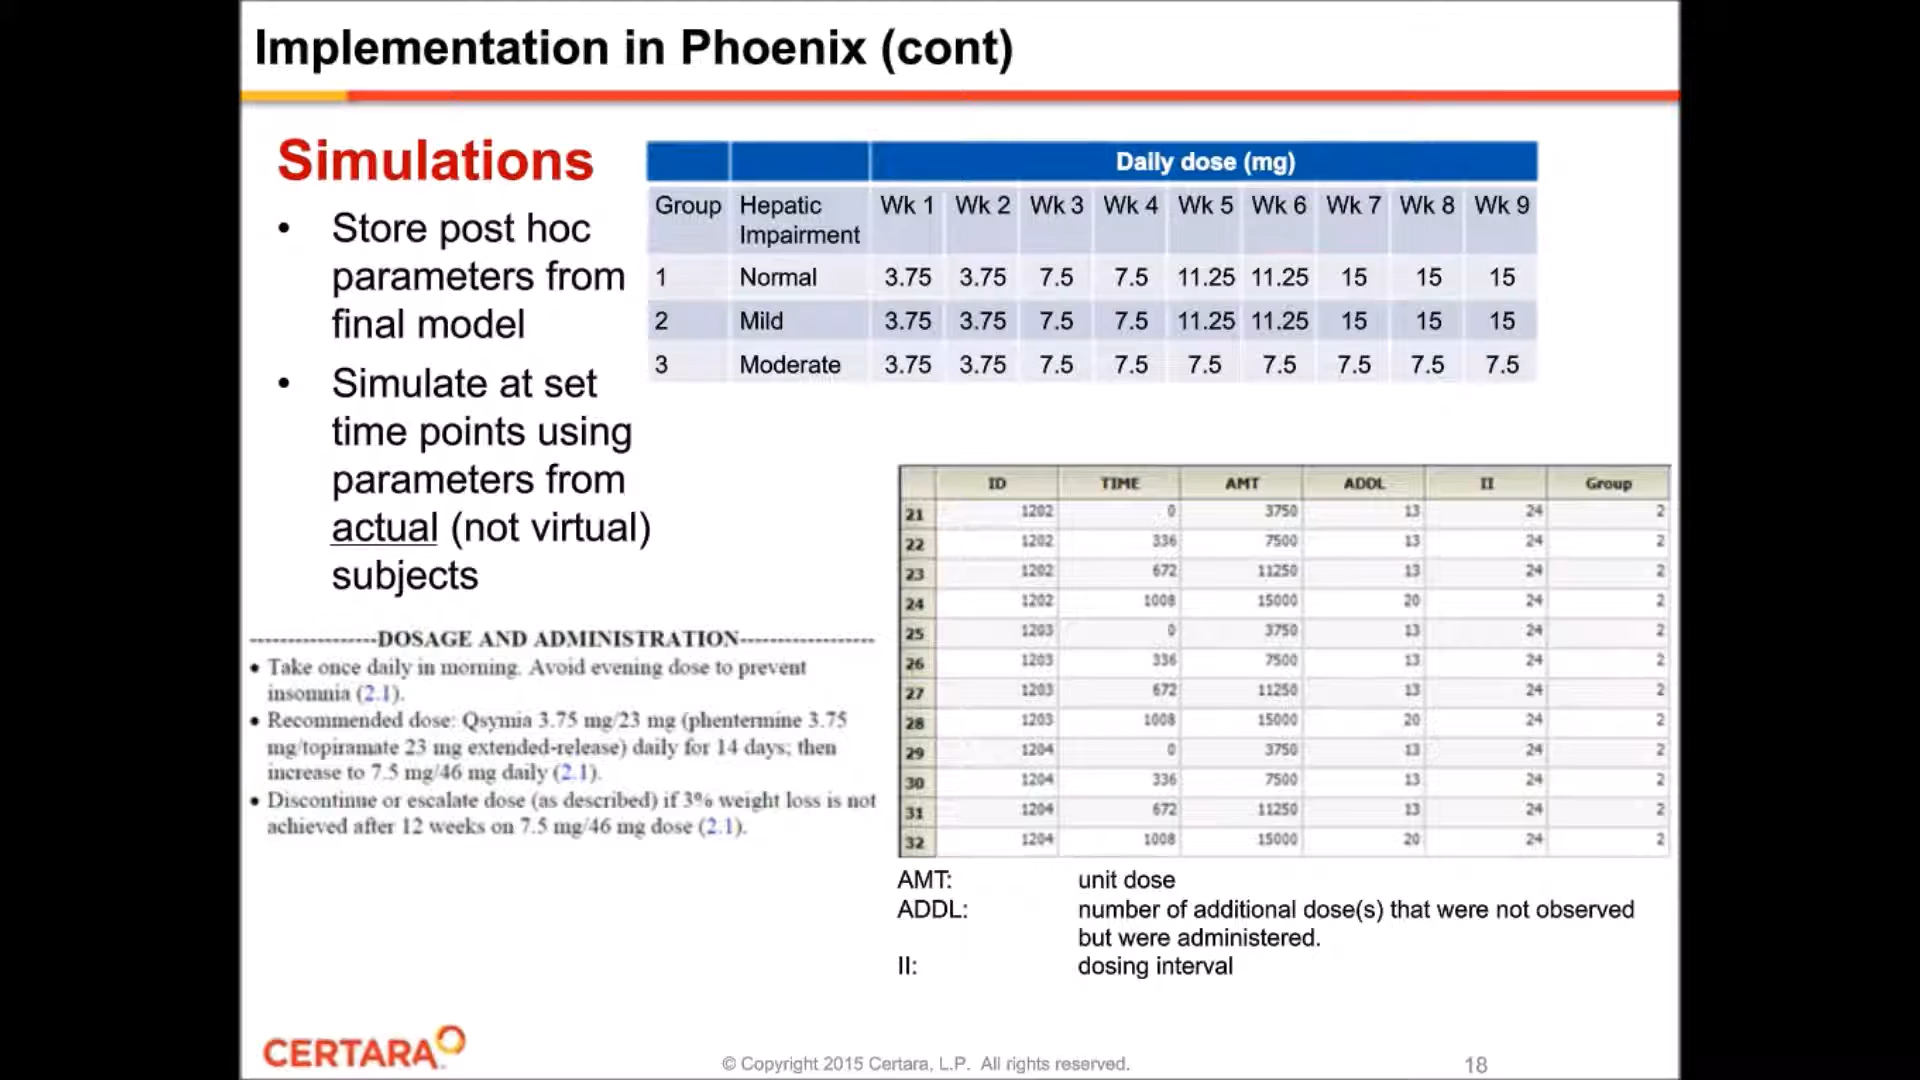 Implementation in Phoenix (cont)
Simulations
• Store post hoc
parameters from
final model
• Simulate at set
time points using
parameters from
actual (not virtual)
subjects
Daily dose (mg)
Group Hepatic Impairment Wk 1 Wk 2 Wk 3 Wk 4 Wk 5 Wk 6 Wk 7 Wk 8 Wk 9
1 Normal 3.75 3.75 7.5 7.5 11.25 11.25 15 15 15
2 Mild 3.75 3.75 7.5 7.5 11.25 11.25 15 15 15
3 Moderate 3.75 3.75 7.5 7.5 7.5 7.5 7.5 7.5 7.5
-----------------DOSAGE AND ADMINISTRATION------------------
• Take once daily in morning. Avoid evening dose to prevent
insomnia (2.1).
• Recommended dose: Qsymia 3.75 mg/23 mg (phentermine 3.75
mg/topiramate 23 mg extended-release) daily for 14 days; then
increase to 7.5 mg/46 mg daily (2.1).
• Discontinue or escalate dose (as described) if 3% weight loss is not
achieved after 12 weeks on 7.5 mg/46 mg dose (2.1).
ID TIME AMT ADDL II Group
21 1202 0 3750 13 24 2
22 1202 336 7500 13 24 2
23 1202 672 11250 13 24 2
24 1202 1008 15000 20 24 2
25 1203 0 3750 13 24 2
26 1203 336 7500 13 24 2
27 1203 672 11250 13 24 2
28 1203 1008 15000 20 24 2
29 1204 0 3750 13 24 2
30 1204 336 7500 13 24 2
31 1204 672 11250 13 24 2
32 1204 1008 15000 20 24 2
AMT: unit dose
ADDL: number of additional dose(s) that were not observed
but were administered.
II: dosing interval
CERTARA
© Copyright 2015 Certara, L.P. All rights reserved.
18